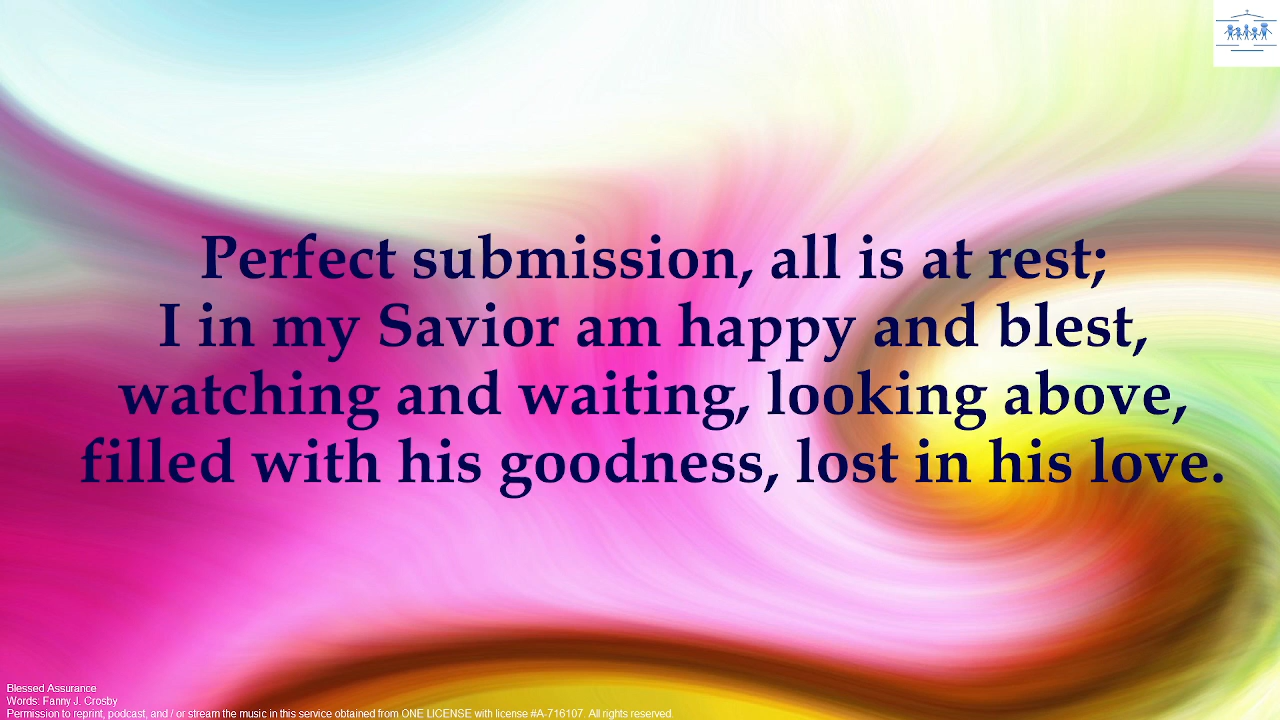 Perfect submission, all is at rest;
I in my Savior am happy and blest,
watching and waiting, looking above,
filled with his goodness, lost in his love.
Blessed Assurance
Words: Fanny J. Crosby
Permission to reprint, podcast, and / or stream the music in this service obtained from ONE LICENSE with license #A-716107. All rights reserved.